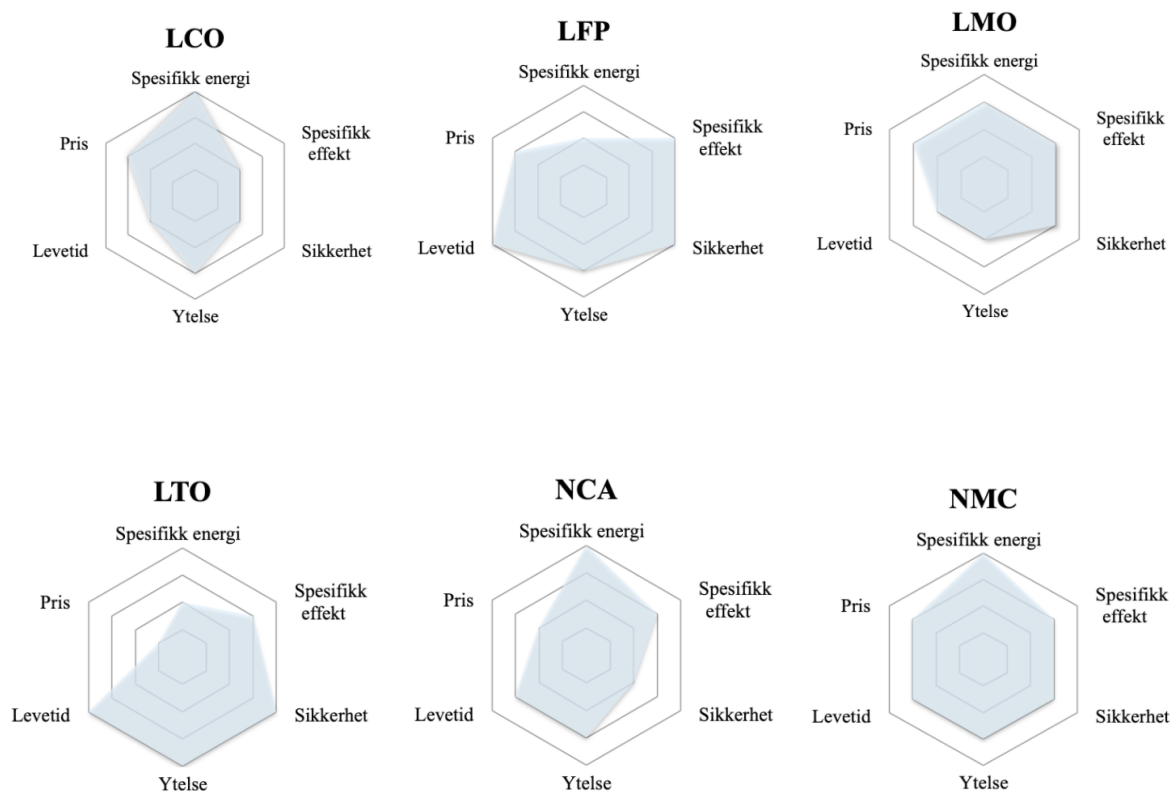 LCO
Spesifikk energi
Spesifikk
effekt
Sikkerhet
Ytelse
Levetid
Pris
LFP
Spesifikk energi
Spesifikk
effekt
Sikkerhet
Ytelse
Levetid
Pris
LMO
Spesifikk energi
Spesifikk
effekt
Sikkerhet
Ytelse
Levetid
Pris
LTO
Spesifikk energi
Spesifikk
effekt
Sikkerhet
Ytelse
Levetid
Pris
NCA
Spesifikk energi
Spesifikk
effekt
Sikkerhet
Ytelse
Levetid
Pris
NMC
Spesifikk energi
Spesifikk
effekt
Sikkerhet
Ytelse
Levetid
Pris